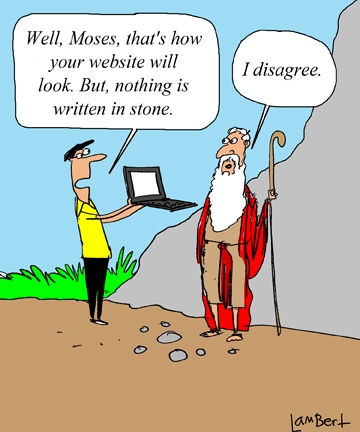 Well, Moses, that's how
your website will
look. But, nothing is
written in stone.
I disagree.
LamBert